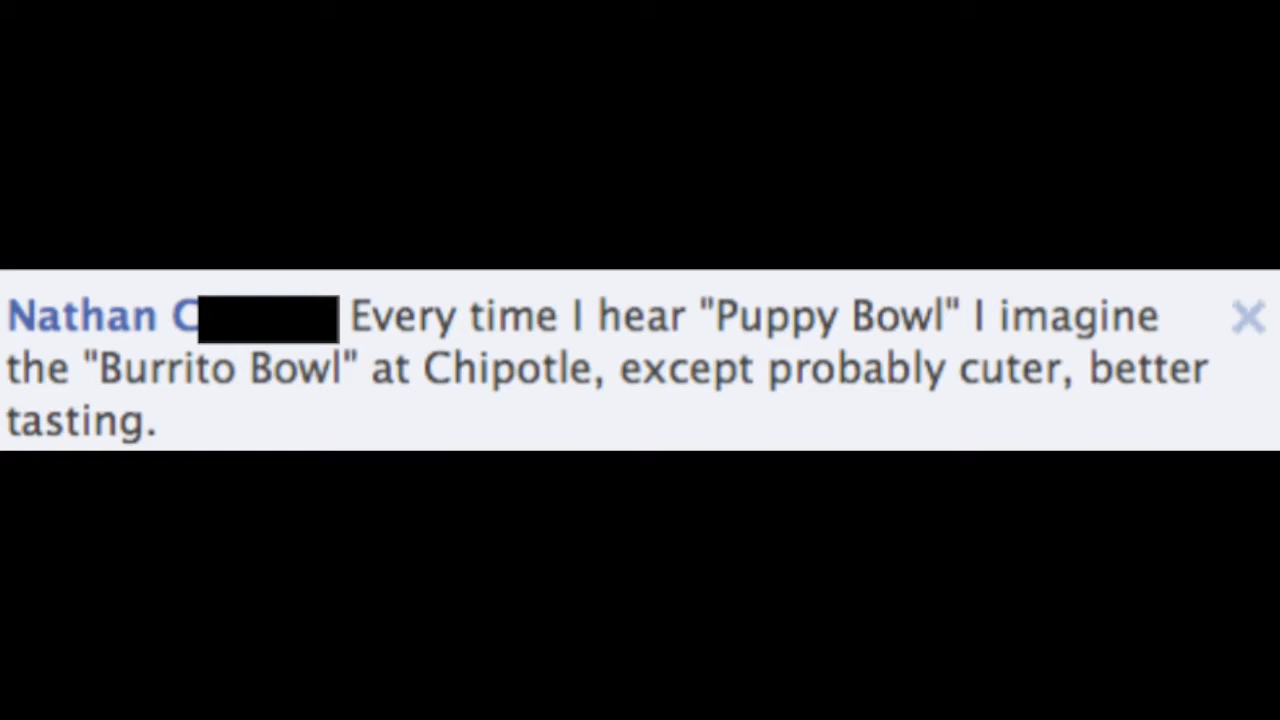 Nathan C Every time I hear "Puppy Bowl" I imagine
the "Burrito Bowl" at Chipotle, except probably cuter, better
tasting.